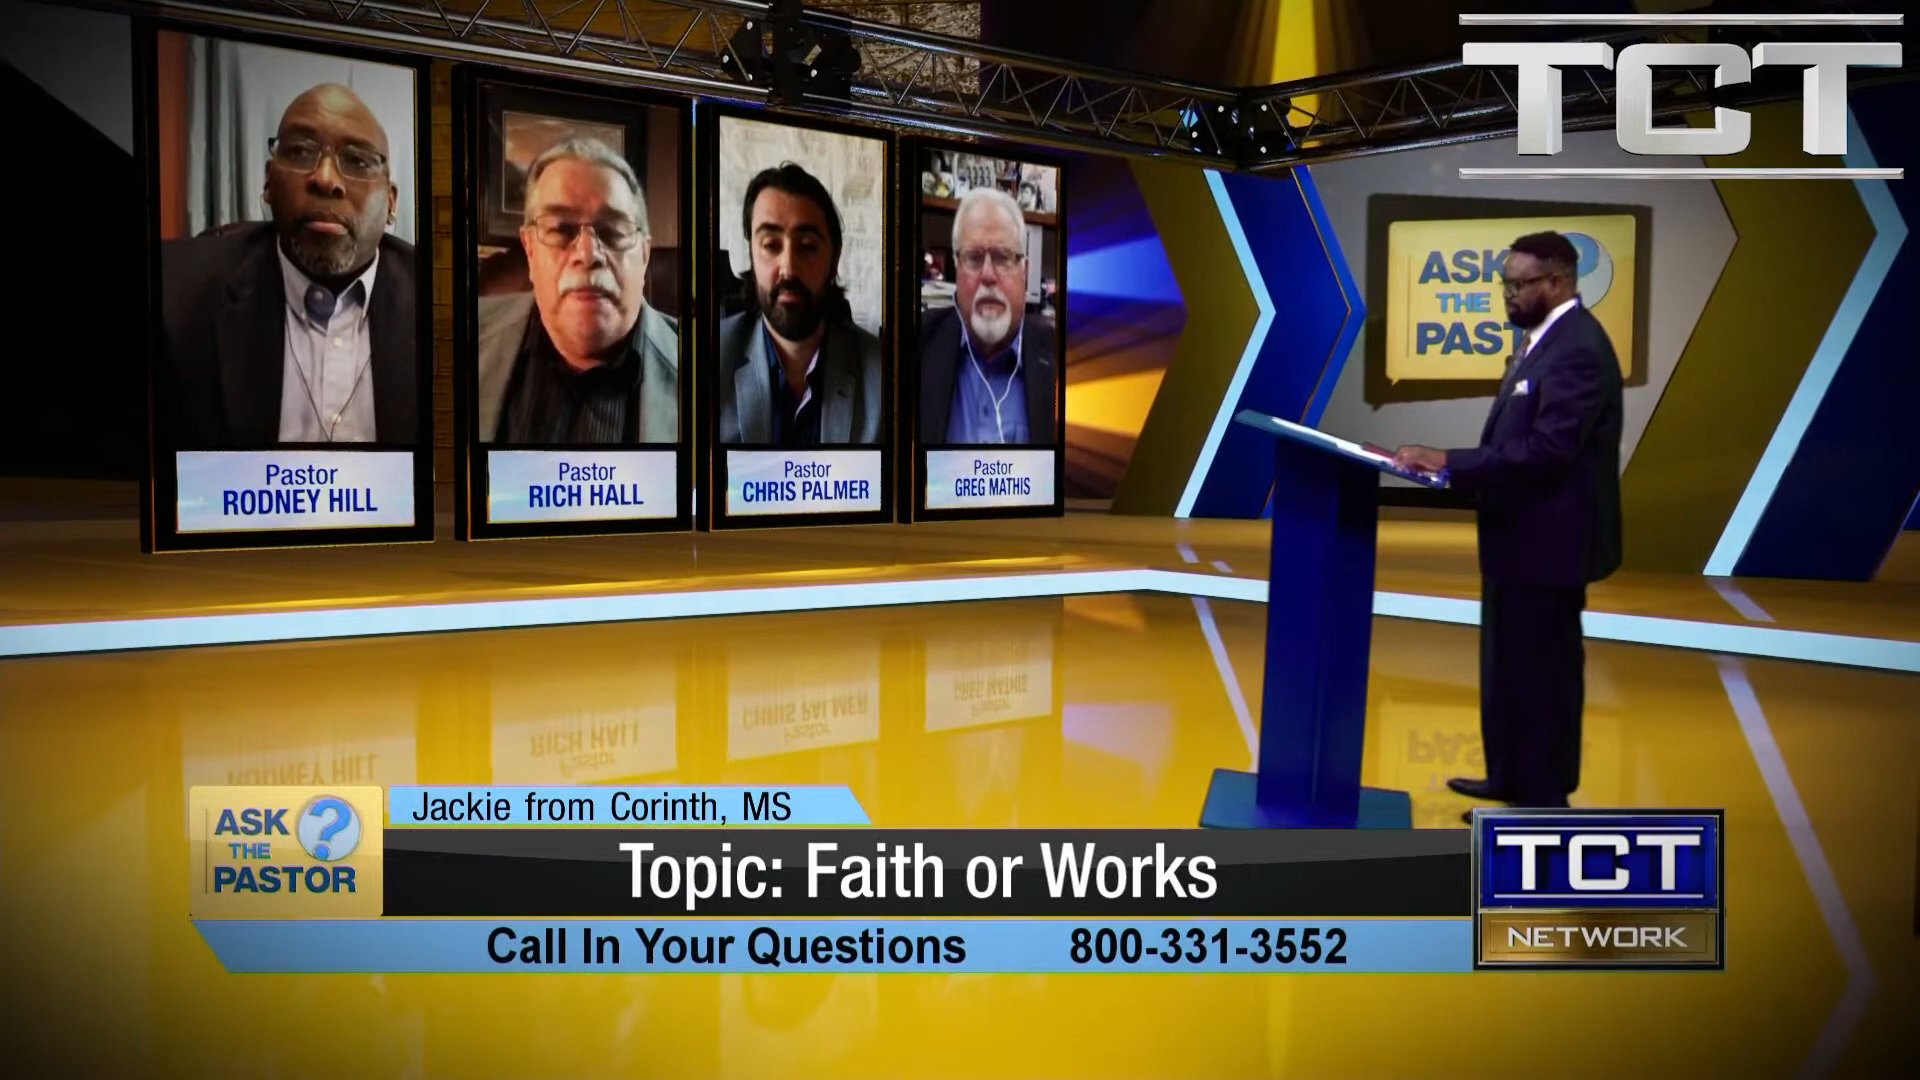 TCT
ASK
THE
PAST
Pastor
RODNEY HILL
Pastor
RICH HALL
Pastor
CHRIS PALMER
Pastor
GREG MATHIS
ASK
THE
PASTOR
?
Jackie from Corinth, MS
Topic: Faith or Works
Call In Your Questions 800-331-3552
TCT
NETWORK